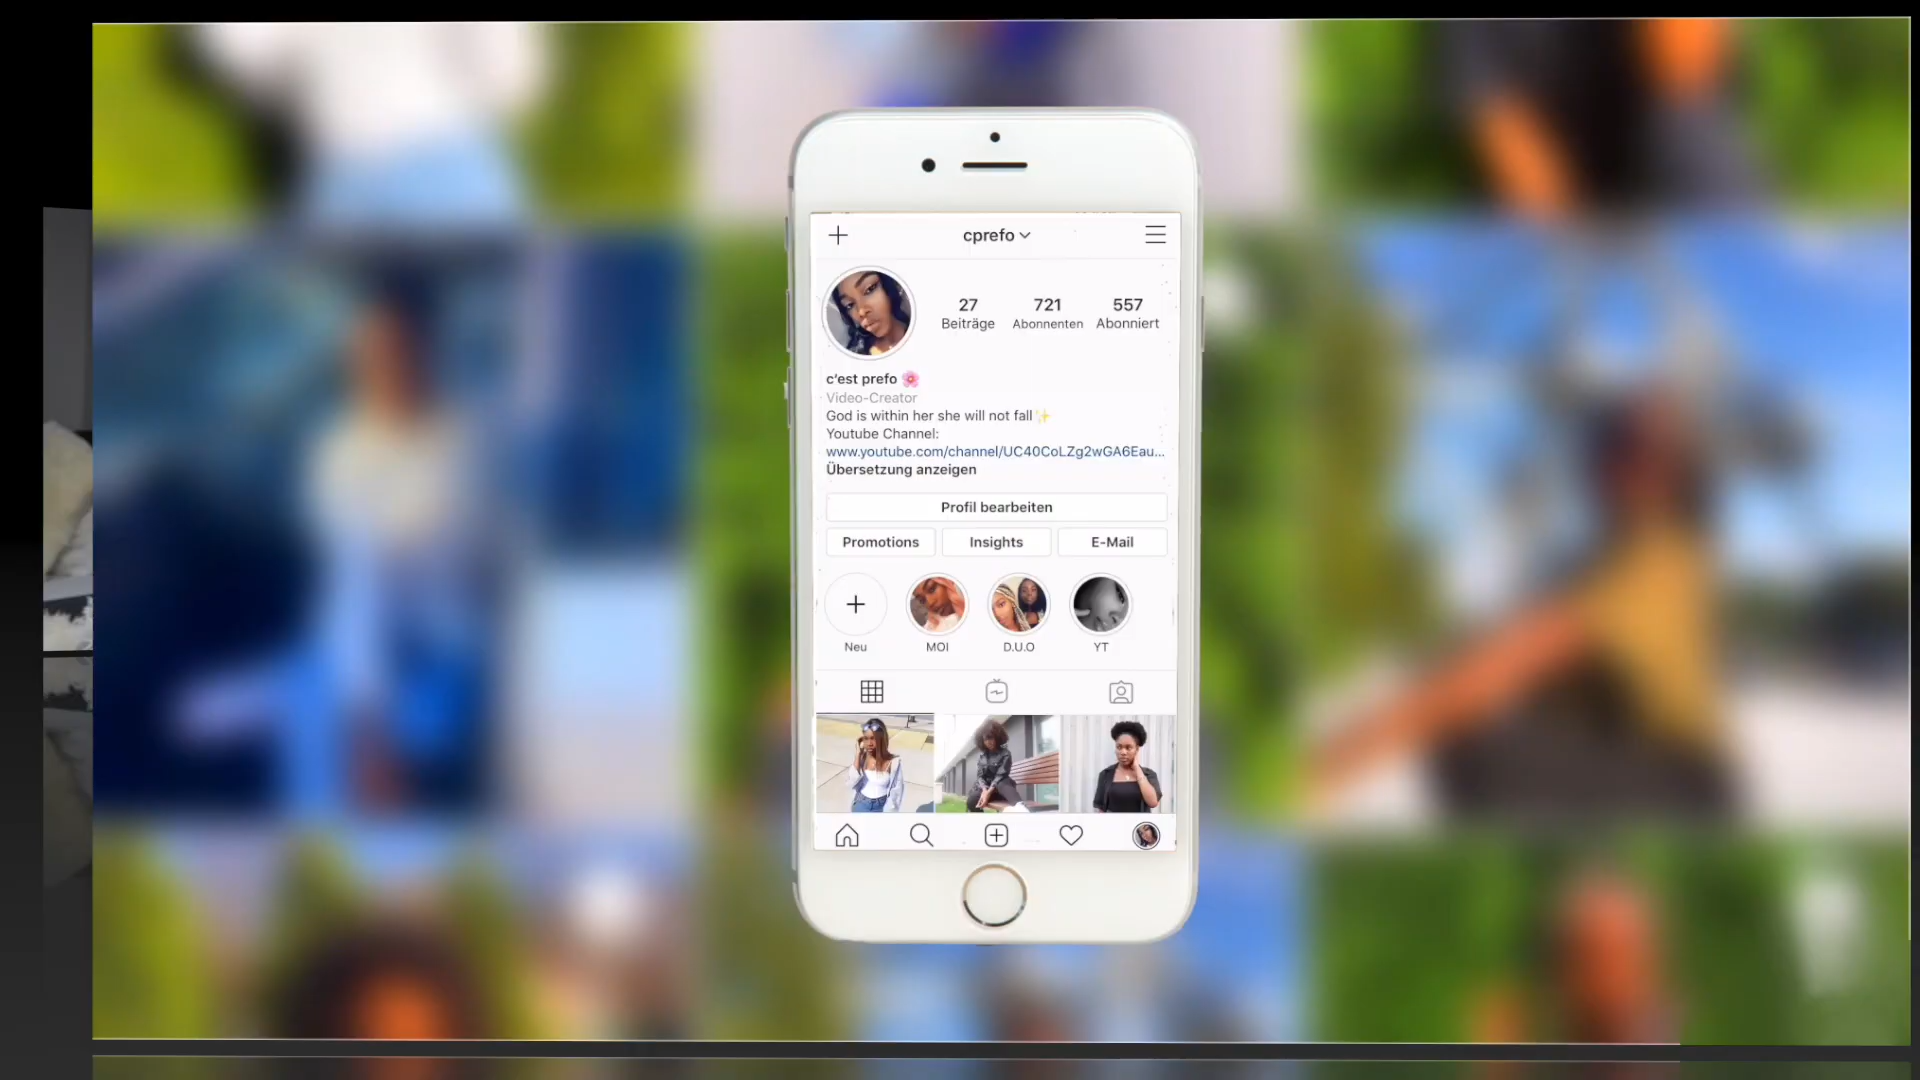 cprefo
27 721 557
Beiträge Abonnenten Abonniert
c'est prefo 🌸
Video-Creator
God is within her she will not fall ✨
Youtube Channel:
www.youtube.com/channel/UC40CoLZg2wGA6Eau...
Übersetzung anzeigen
Profil bearbeiten
Promotions Insights E-Mail
Neu MOI D.U.O YT